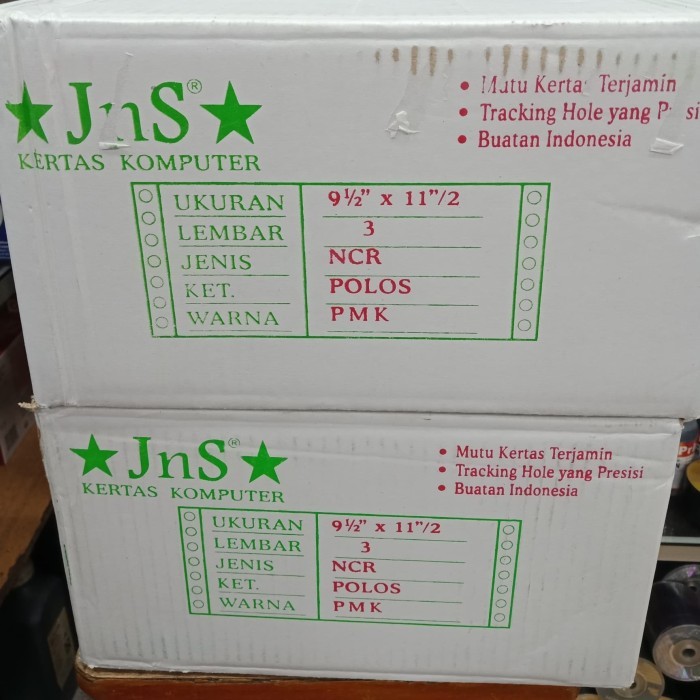 ★ JnS® ★
KERTAS KOMPUTER
• Mutu Kertas Terjamin
• Tracking Hole yang Presisi
• Buatan Indonesia
UKURAN 9½" x 11"/2
LEMBAR 3
JENIS NCR
KET. POLOS
WARNA PMK
★ JnS® ★
KERTAS KOMPUTER
• Mutu Kertas Terjamin
• Tracking Hole yang Presisi
• Buatan Indonesia
UKURAN 9½" x 11"/2
LEMBAR 3
JENIS NCR
KET. POLOS
WARNA PMK